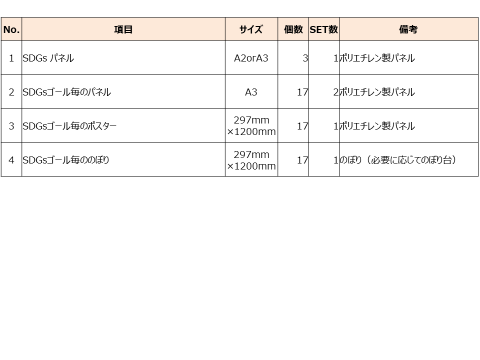 No. 項目 サイズ 個数 SET数 備考
1 SDGs パネル A2orA3 3 1 ポリエチレン製パネル
2 SDGsゴール毎のパネル A3 17 2 ポリエチレン製パネル
3 SDGsゴール毎のポスター 297mm ×1200mm 17 1 ポリエチレン製パネル
4 SDGsゴール毎ののぼり 297mm ×1200mm 17 1 のぼり（必要に応じてのぼり台）